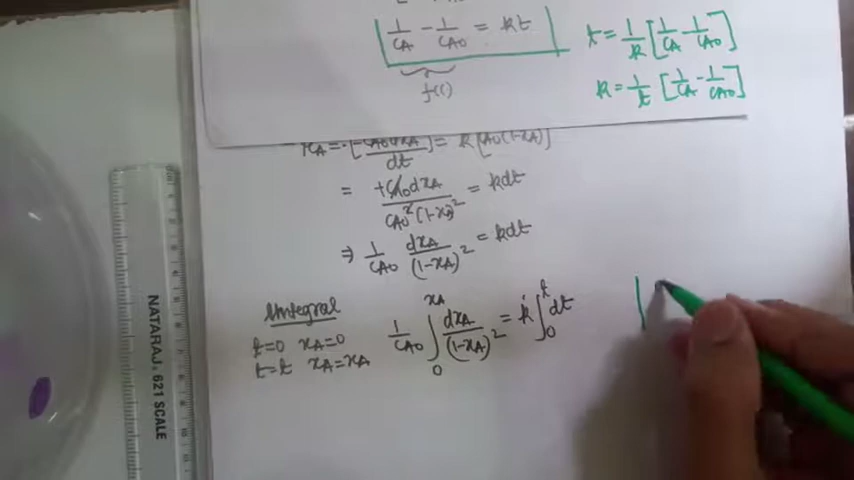 1/CA - 1/CA0 = kt
f(C)
t = 1/k [1/CA - 1/CA0]
k = 1/t [1/CA - 1/CA0]
= +CA0 dxA / CA0² (1-xA)² = kdt
⇒ 1/CA0 dxA/(1-xA)² = kdt
Integral
t=0 xA=0
t=t xA=xA
1/CA0 ∫0^xA dxA/(1-xA)² = k ∫0^t dt
NATARAJ 621 SCALE